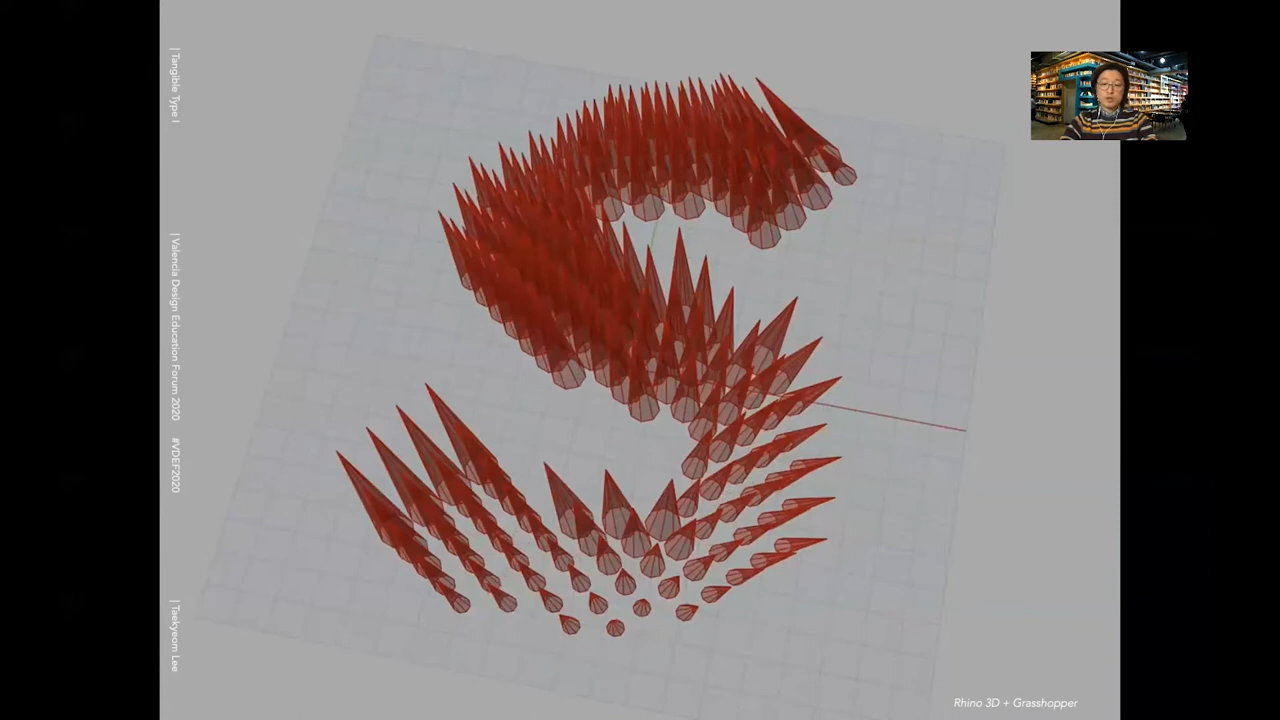 | Tangible Type I
| Valencia Design Education Forum 2020 #VDEF2020
| Taekyeom Lee
Rhino 3D + Grasshopper